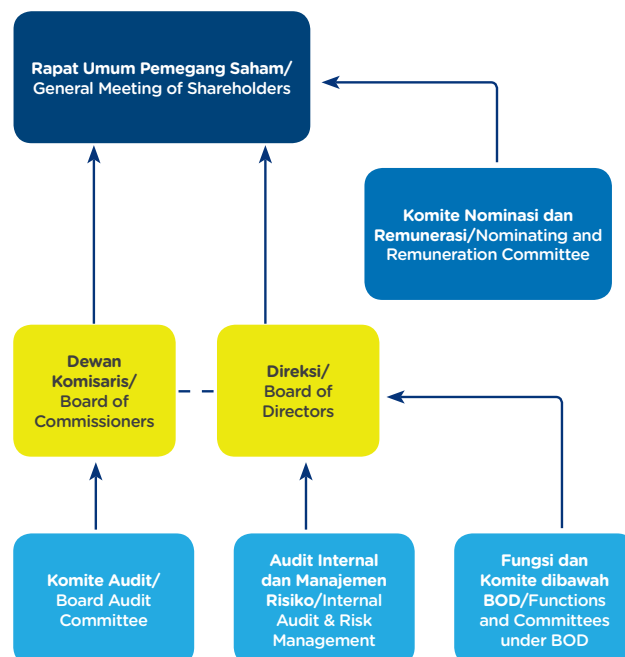 Rapat Umum Pemegang Saham/
General Meeting of Shareholders
Komite Nominasi dan
Remunerasi/Nominating and
Remuneration Committee
Dewan
Komisaris/
Board of
Commissioners
Direksi/
Board of
Directors
Komite Audit/
Board Audit
Committee
Audit Internal
dan Manajemen
Risiko/Internal
Audit & Risk
Management
Fungsi dan
Komite dibawah
BOD/Functions
and Committees
under BOD